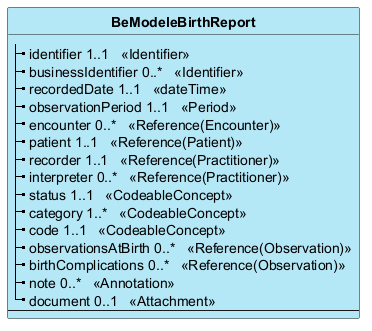 BeModeleBirthReport
identifier 1..1 «Identifier»
businessIdentifier 0..* «Identifier»
recordedDate 1..1 «dateTime»
observationPeriod 1..1 «Period»
encounter 0..* «Reference(Encounter)»
patient 1..1 «Reference(Patient)»
recorder 1..1 «Reference(Practitioner)»
interpreter 0..* «Reference(Practitioner)»
status 1..1 «CodeableConcept»
category 1..* «CodeableConcept»
code 1..1 «CodeableConcept»
observationsAtBirth 0..* «Reference(Observation)»
birthComplications 0..* «Reference(Observation)»
note 0..* «Annotation»
document 0..1 «Attachment»